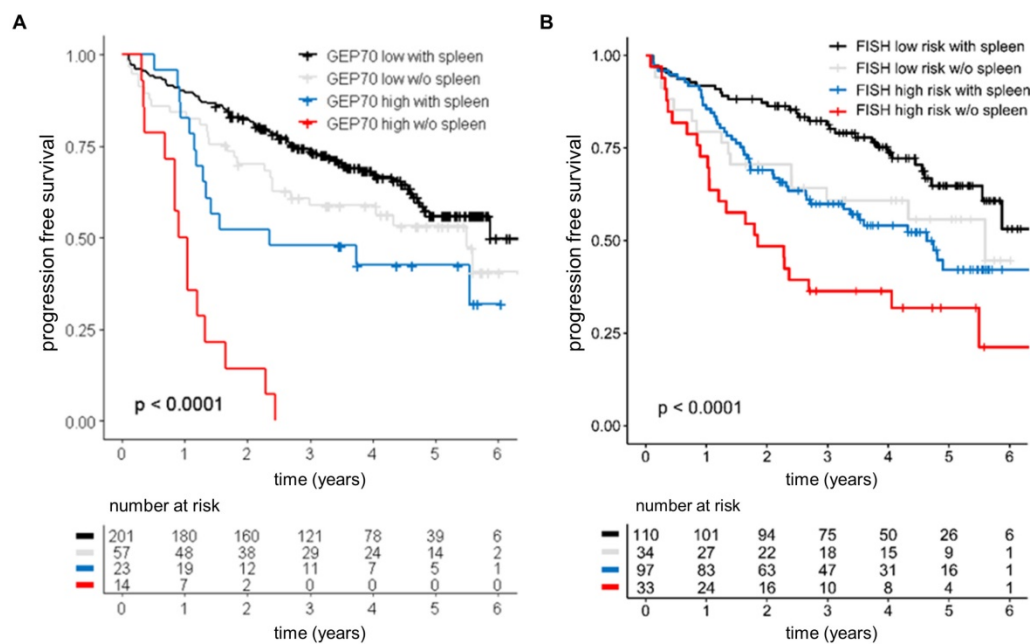 A
progression free survival
1.00
0.75
0.50
0.25
0.00
GEP70 low with spleen
GEP70 low w/o spleen
GEP70 high with spleen
GEP70 high w/o spleen
p < 0.0001
0 1 2 3 4 5 6
time (years)
number at risk
201 180 160 121 78 39 6
57 48 38 29 24 14 2
23 19 12 11 7 5 1
14 7 2 0 0 0 0
0 1 2 3 4 5 6
time (years)
B
progression free survival
1.00
0.75
0.50
0.25
0.00
FISH low risk with spleen
FISH low risk w/o spleen
FISH high risk with spleen
FISH high risk w/o spleen
p < 0.0001
0 1 2 3 4 5 6
time (years)
number at risk
110 101 94 75 50 26 6
34 27 22 18 15 9 1
97 83 63 47 31 16 1
33 24 16 10 8 4 1
0 1 2 3 4 5 6
time (years)